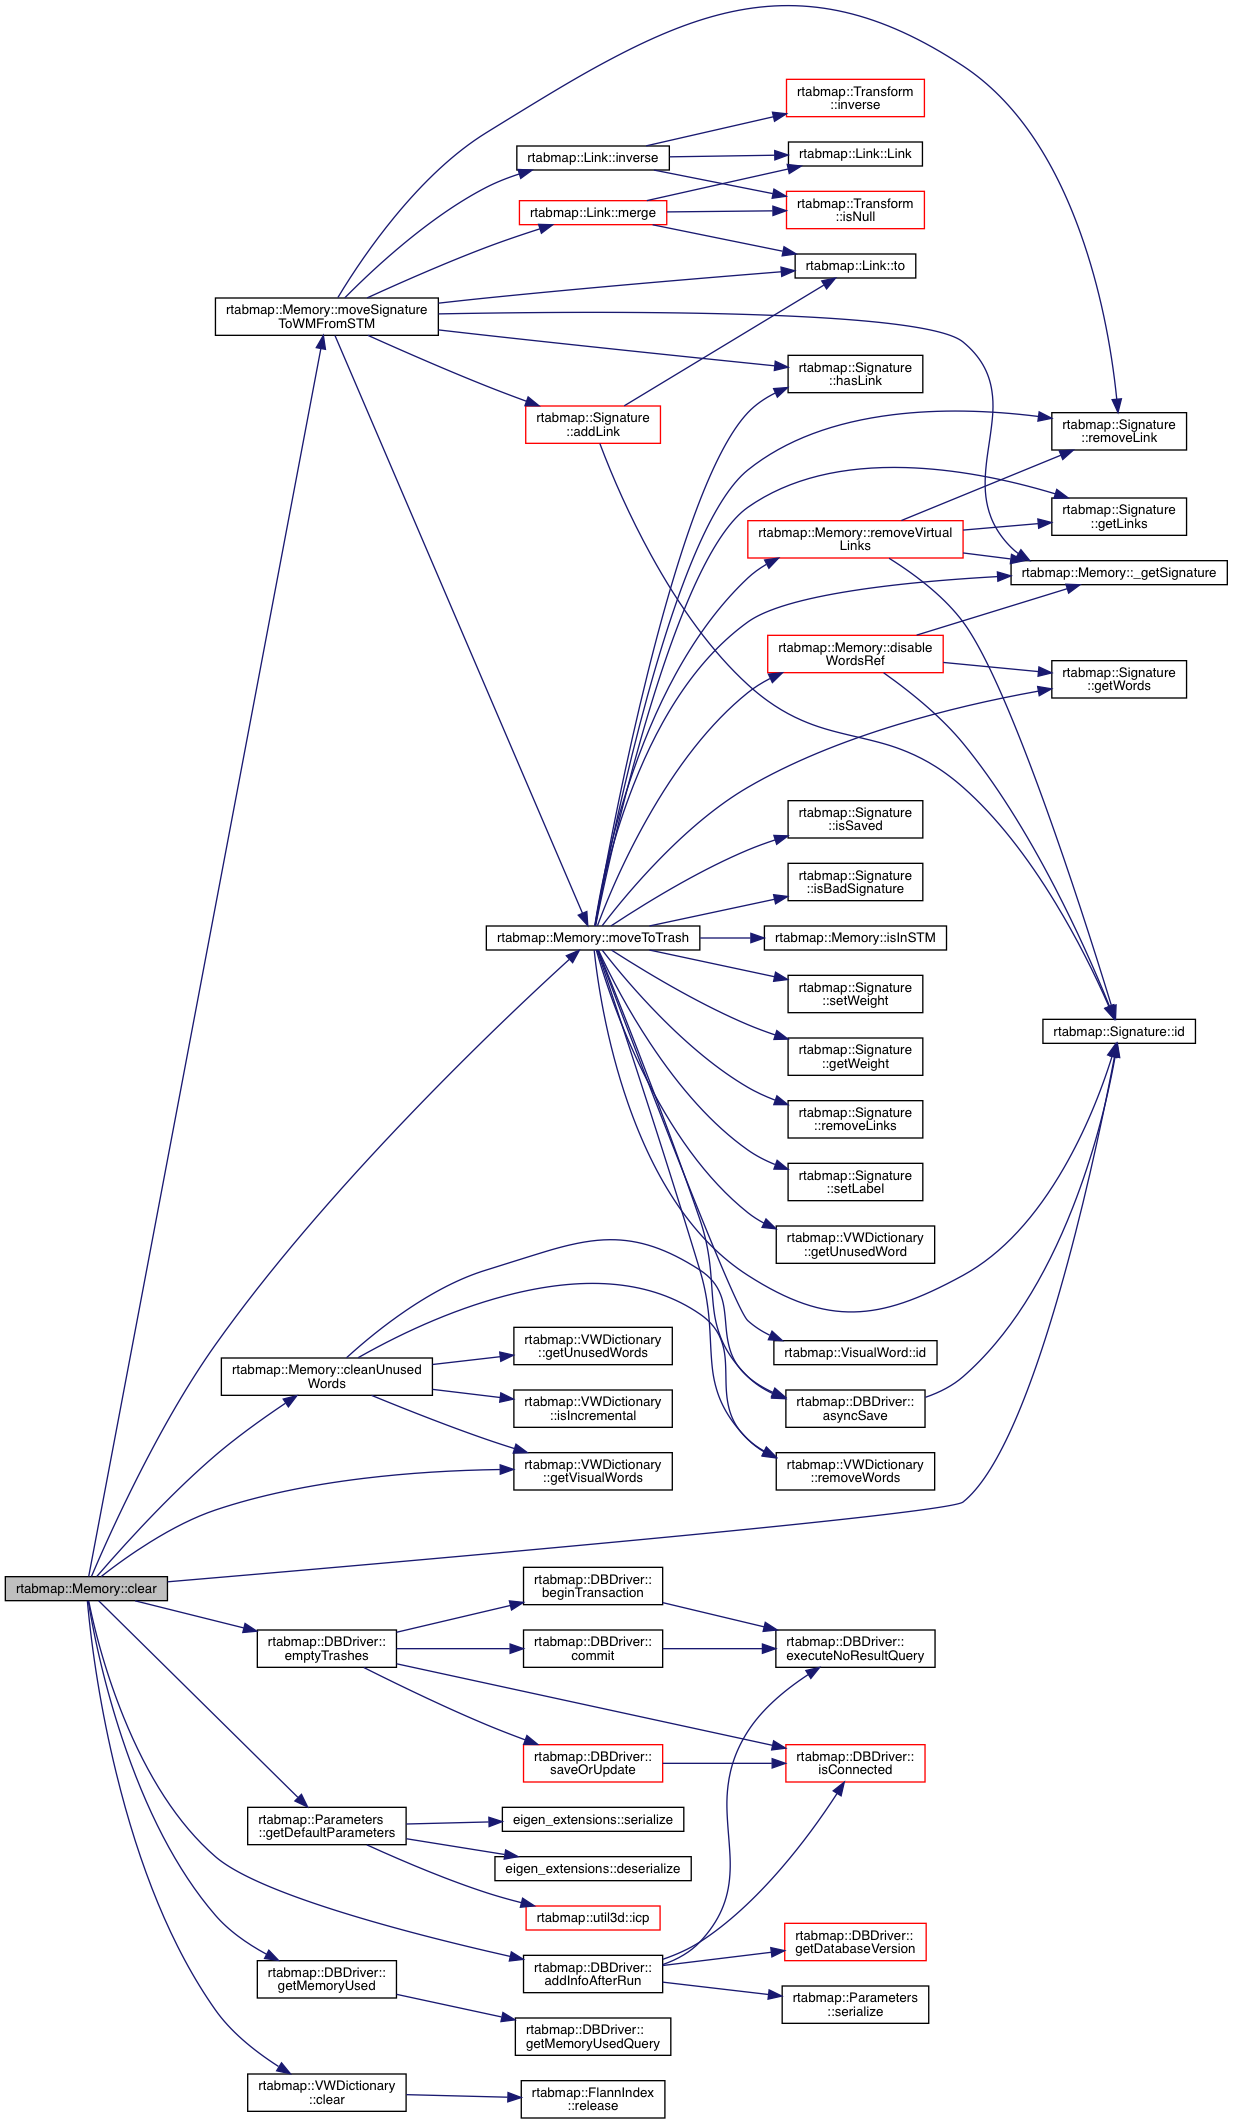 rtabmap::Transform
::inverse
rtabmap::Link::inverse
rtabmap::Link::Link
rtabmap::Link::merge
rtabmap::Transform
::isNull
rtabmap::Link::to
rtabmap::Memory::moveSignature
ToWMFromSTM
rtabmap::Signature
::hasLink
rtabmap::Signature
::addLink
rtabmap::Signature
::removeLink
rtabmap::Signature
::getLinks
rtabmap::Memory::removeVirtual
Links
rtabmap::Memory::_getSignature
rtabmap::Memory::disable
WordsRef
rtabmap::Signature
::getWords
rtabmap::Signature
::isSaved
rtabmap::Signature
::isBadSignature
rtabmap::Memory::moveToTrash
rtabmap::Memory::isInSTM
rtabmap::Signature
::setWeight
rtabmap::Signature::id
rtabmap::Signature
::getWeight
rtabmap::Signature
::removeLinks
rtabmap::Signature
::setLabel
rtabmap::VWDictionary
::getUnusedWord
rtabmap::VWDictionary
::getUnusedWords
rtabmap::VisualWord::id
rtabmap::Memory::cleanUnused
Words
rtabmap::VWDictionary
::isIncremental
rtabmap::DBDriver::
asyncSave
rtabmap::VWDictionary
::getVisualWords
rtabmap::VWDictionary
::removeWords
rtabmap::Memory::clear
rtabmap::DBDriver::
beginTransaction
rtabmap::DBDriver::
emptyTrashes
rtabmap::DBDriver::
commit
rtabmap::DBDriver::
executeNoResultQuery
rtabmap::DBDriver::
saveOrUpdate
rtabmap::DBDriver::
isConnected
rtabmap::Parameters
::getDefaultParameters
eigen_extensions::serialize
eigen_extensions::deserialize
rtabmap::util3d::icp
rtabmap::DBDriver::
getDatabaseVersion
rtabmap::DBDriver::
addInfoAfterRun
rtabmap::DBDriver::
getMemoryUsed
rtabmap::Parameters
::serialize
rtabmap::DBDriver::
getMemoryUsedQuery
rtabmap::VWDictionary
::clear
rtabmap::FlannIndex
::release